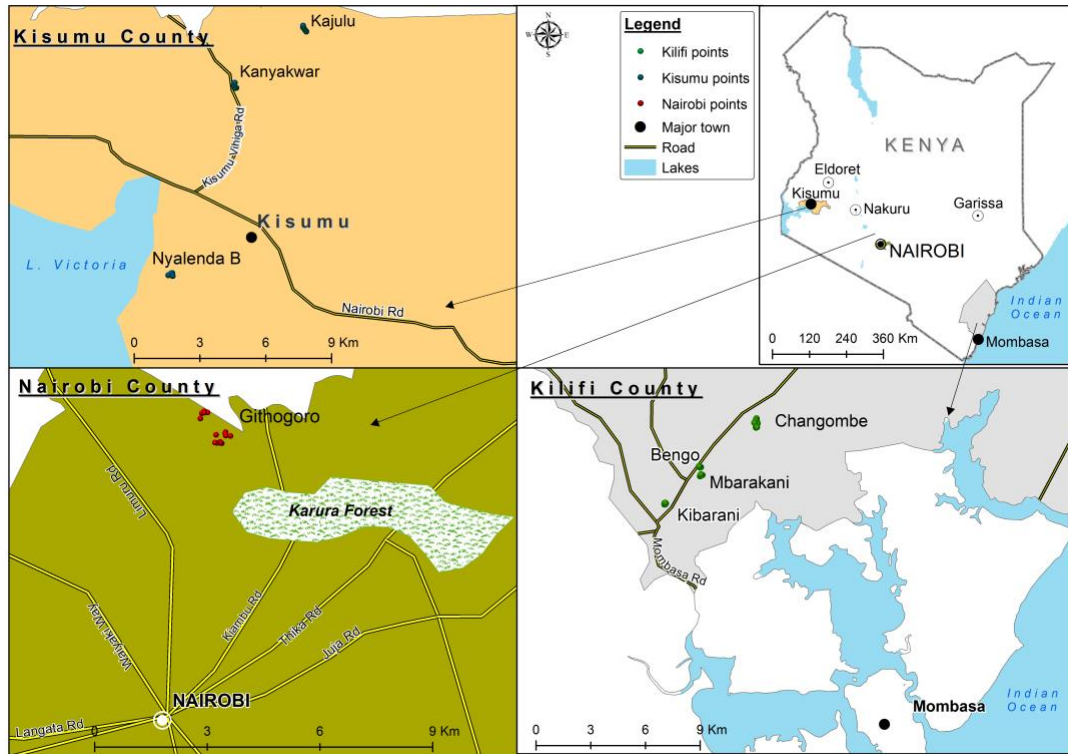 Kisumu County
Kajulu
Kanyakwar
Kisumu Vihiga Rd
Kisumu
Nyalenda B
L. Victoria
Nairobi Rd
0 3 6 9 Km
N
W E
S
Legend
Kilifi points
Kisumu points
Nairobi points
Major town
Road
Lakes
KENYA
Eldoret
Kisumu
Nakuru
Garissa
NAIROBI
Indian
Ocean
Mombasa
0 120 240 360 KM
Nairobi County
Githogoro
Limuru Rd
Karura Forest
Waiyaki Way
Kiambu Rd
Thika Rd
Juja Rd
NAIROBI
Langata Rd
0 3 6 9 Km
Kilifi County
Changombe
Bengo
Mbarakani
Kibarani
Mombasa Rd
Indian
Ocean
Mombasa
0 3 6 9 Km